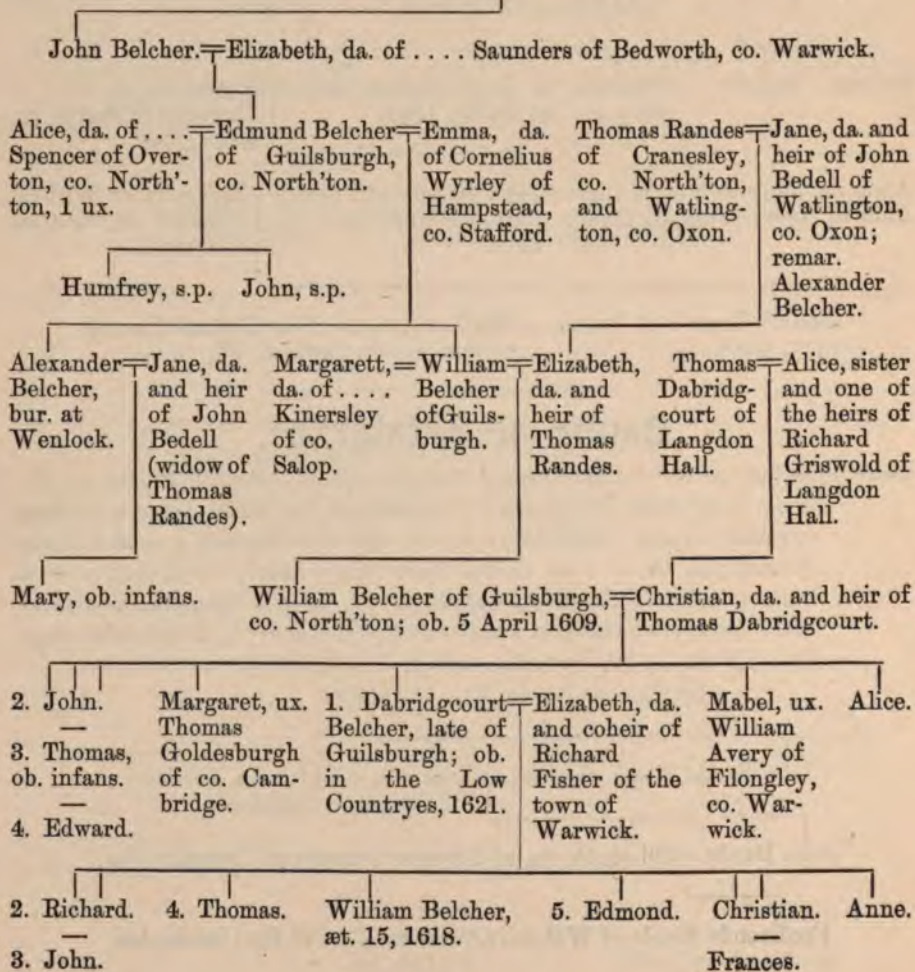 John Belcher.=Elizabeth, da. of . . . . Saunders of Bedworth, co. Warwick.
Alice, da. of . . . .=Edmund Belcher=Emma, da.
Spencer of Over-
ton, co. North'-
ton, 1 ux.
of Guilsburgh,
co. North'ton.
of Cornelius
Wyrley of
Hampstead,
co. Stafford.
Thomas Randes=Jane, da. and
of Cranesley,
co. North'ton,
and Watling-
ton, co. Oxon.
heir of John
Bedell of
Watlington,
co. Oxon;
remar.
Alexander
Belcher.
Humfrey, s.p. John, s.p.
Alexander=Jane, da.
Belcher,
bur. at
Wenlock.
and heir
of John
Bedell
(widow of
Thomas
Randes).
Margarett,=William=Elizabeth,
da. of . . . .
Kinersley
of co.
Salop.
Belcher
of Guils-
burgh.
da. and
heir of
Thomas
Randes.
Thomas=Alice, sister
Dabridg-
court of
Langdon
Hall.
and one of
the heirs of
Richard
Griswold of
Langdon
Hall.
Mary, ob. infans.
William Belcher of Guilsburgh,=Christian, da. and heir of
co. North'ton; ob. 5 April 1609.
Thomas Dabridgcourt.
2. John.
—
3. Thomas,
ob. infans.
—
4. Edward.
Margaret, ux.
Thomas
Goldesburgh
of co. Cam-
bridge.
1. Dabridgcourt=Elizabeth, da.
Belcher, late of
Guilsburgh; ob.
in the Low
Countryes, 1621.
and coheir of
Richard
Fisher of the
town of
Warwick.
Mabel, ux.
William
Avery of
Filongley,
co. War-
wick.
Alice.
2. Richard.
—
3. John.
4. Thomas.
William Belcher,
æt. 15, 1618.
5. Edmond.
Christian.
—
Frances.
Anne.